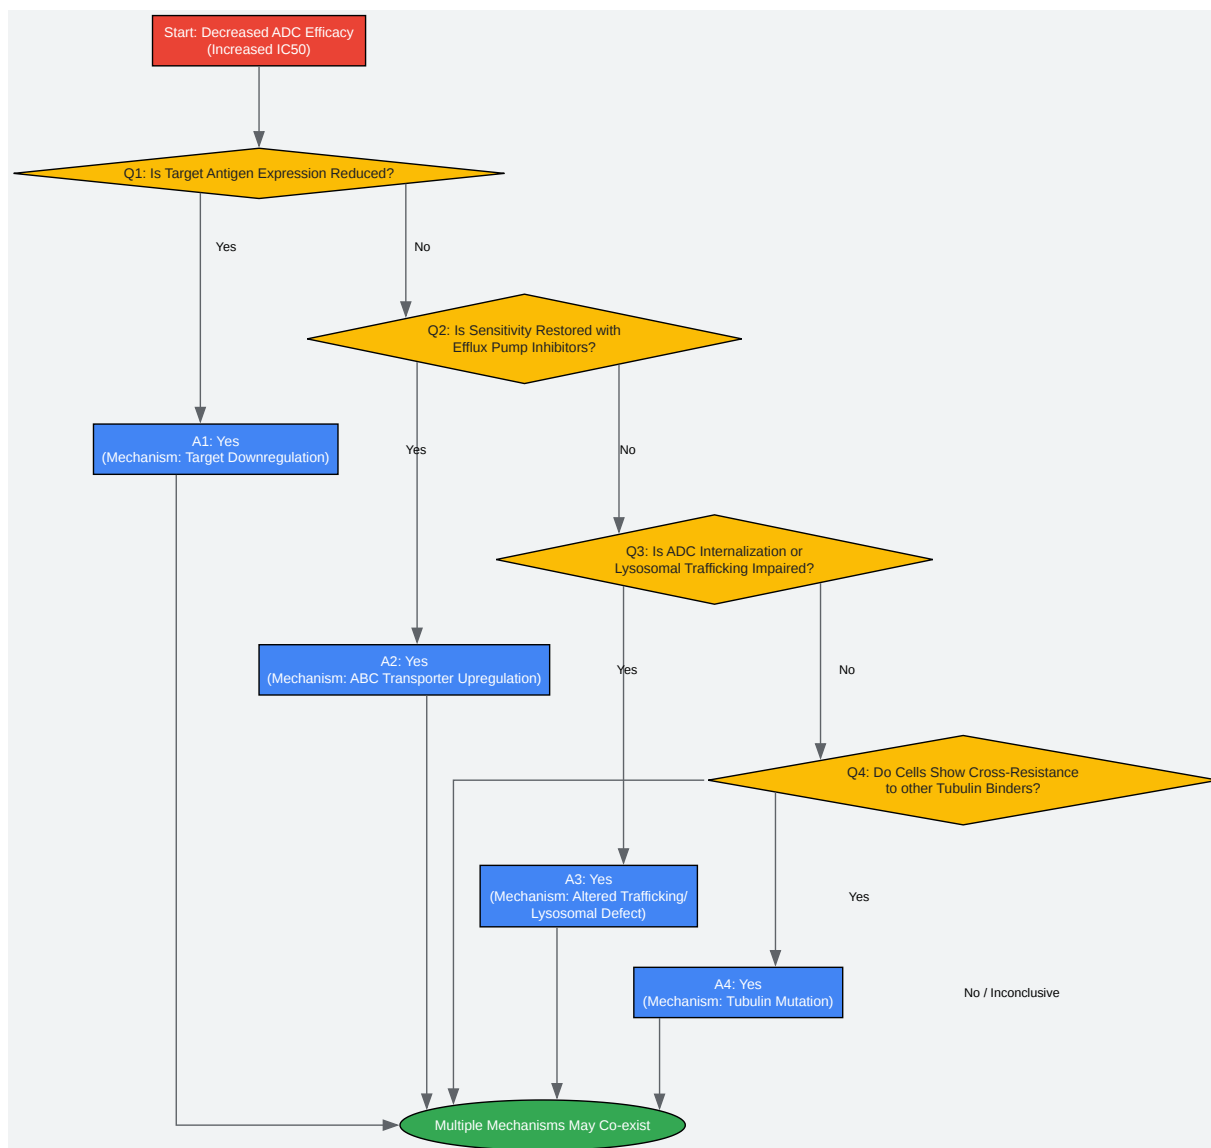 Start: Decreased ADC Efficacy
(Increased IC50)
Q1: Is Target Antigen Expression Reduced?
Yes
No
Q2: Is Sensitivity Restored with
Efflux Pump Inhibitors?
A1: Yes
(Mechanism: Target Downregulation)
Yes
No
Q3: Is ADC Internalization or
Lysosomal Trafficking Impaired?
A2: Yes
(Mechanism: ABC Transporter Upregulation)
Yes
No
Q4: Do Cells Show Cross-Resistance
to other Tubulin Binders?
A3: Yes
(Mechanism: Altered Trafficking/
Lysosomal Defect)
Yes
A4: Yes
(Mechanism: Tubulin Mutation)
No / Inconclusive
Multiple Mechanisms May Co-exist